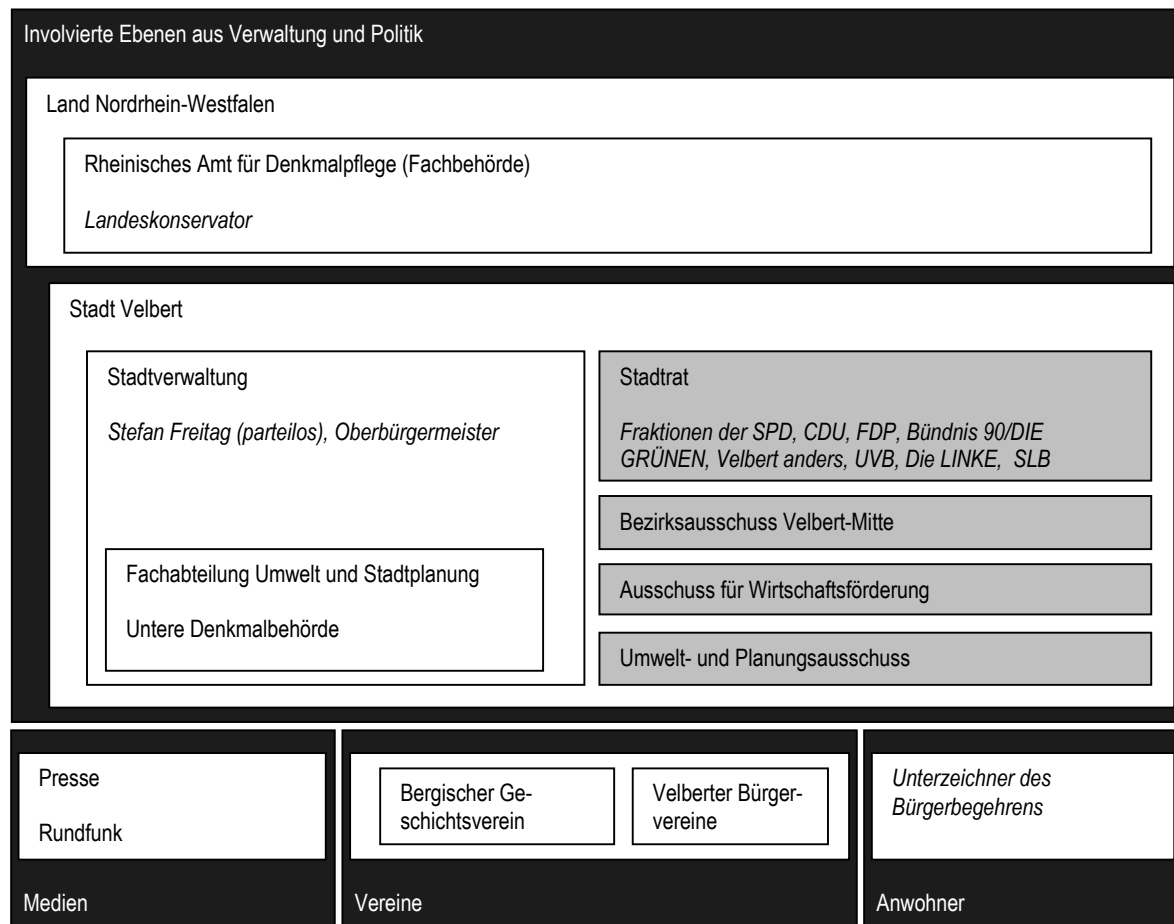 Involvierte Ebenen aus Verwaltung und Politik
Land Nordrhein-Westfalen
Rheinisches Amt für Denkmalpflege (Fachbehörde)
Landeskonservator
Stadt Velbert
Stadtverwaltung
Stefan Freitag (parteilos), Oberbürgermeister
Fachabteilung Umwelt und Stadtplanung
Untere Denkmalbehörde
Stadtrat
Fraktionen der SPD, CDU, FDP, Bündnis 90/DIE
GRÜNEN, Velbert anders, UVB, Die LINKE, SLB
Bezirksausschuss Velbert-Mitte
Ausschuss für Wirtschaftsförderung
Umwelt- und Planungsausschuss
Presse
Rundfunk
Medien
Bergischer Ge-
schichtsverein
Velberter Bürger-
vereine
Vereine
Unterzeichner des
Bürgerbegehrens
Anwohner